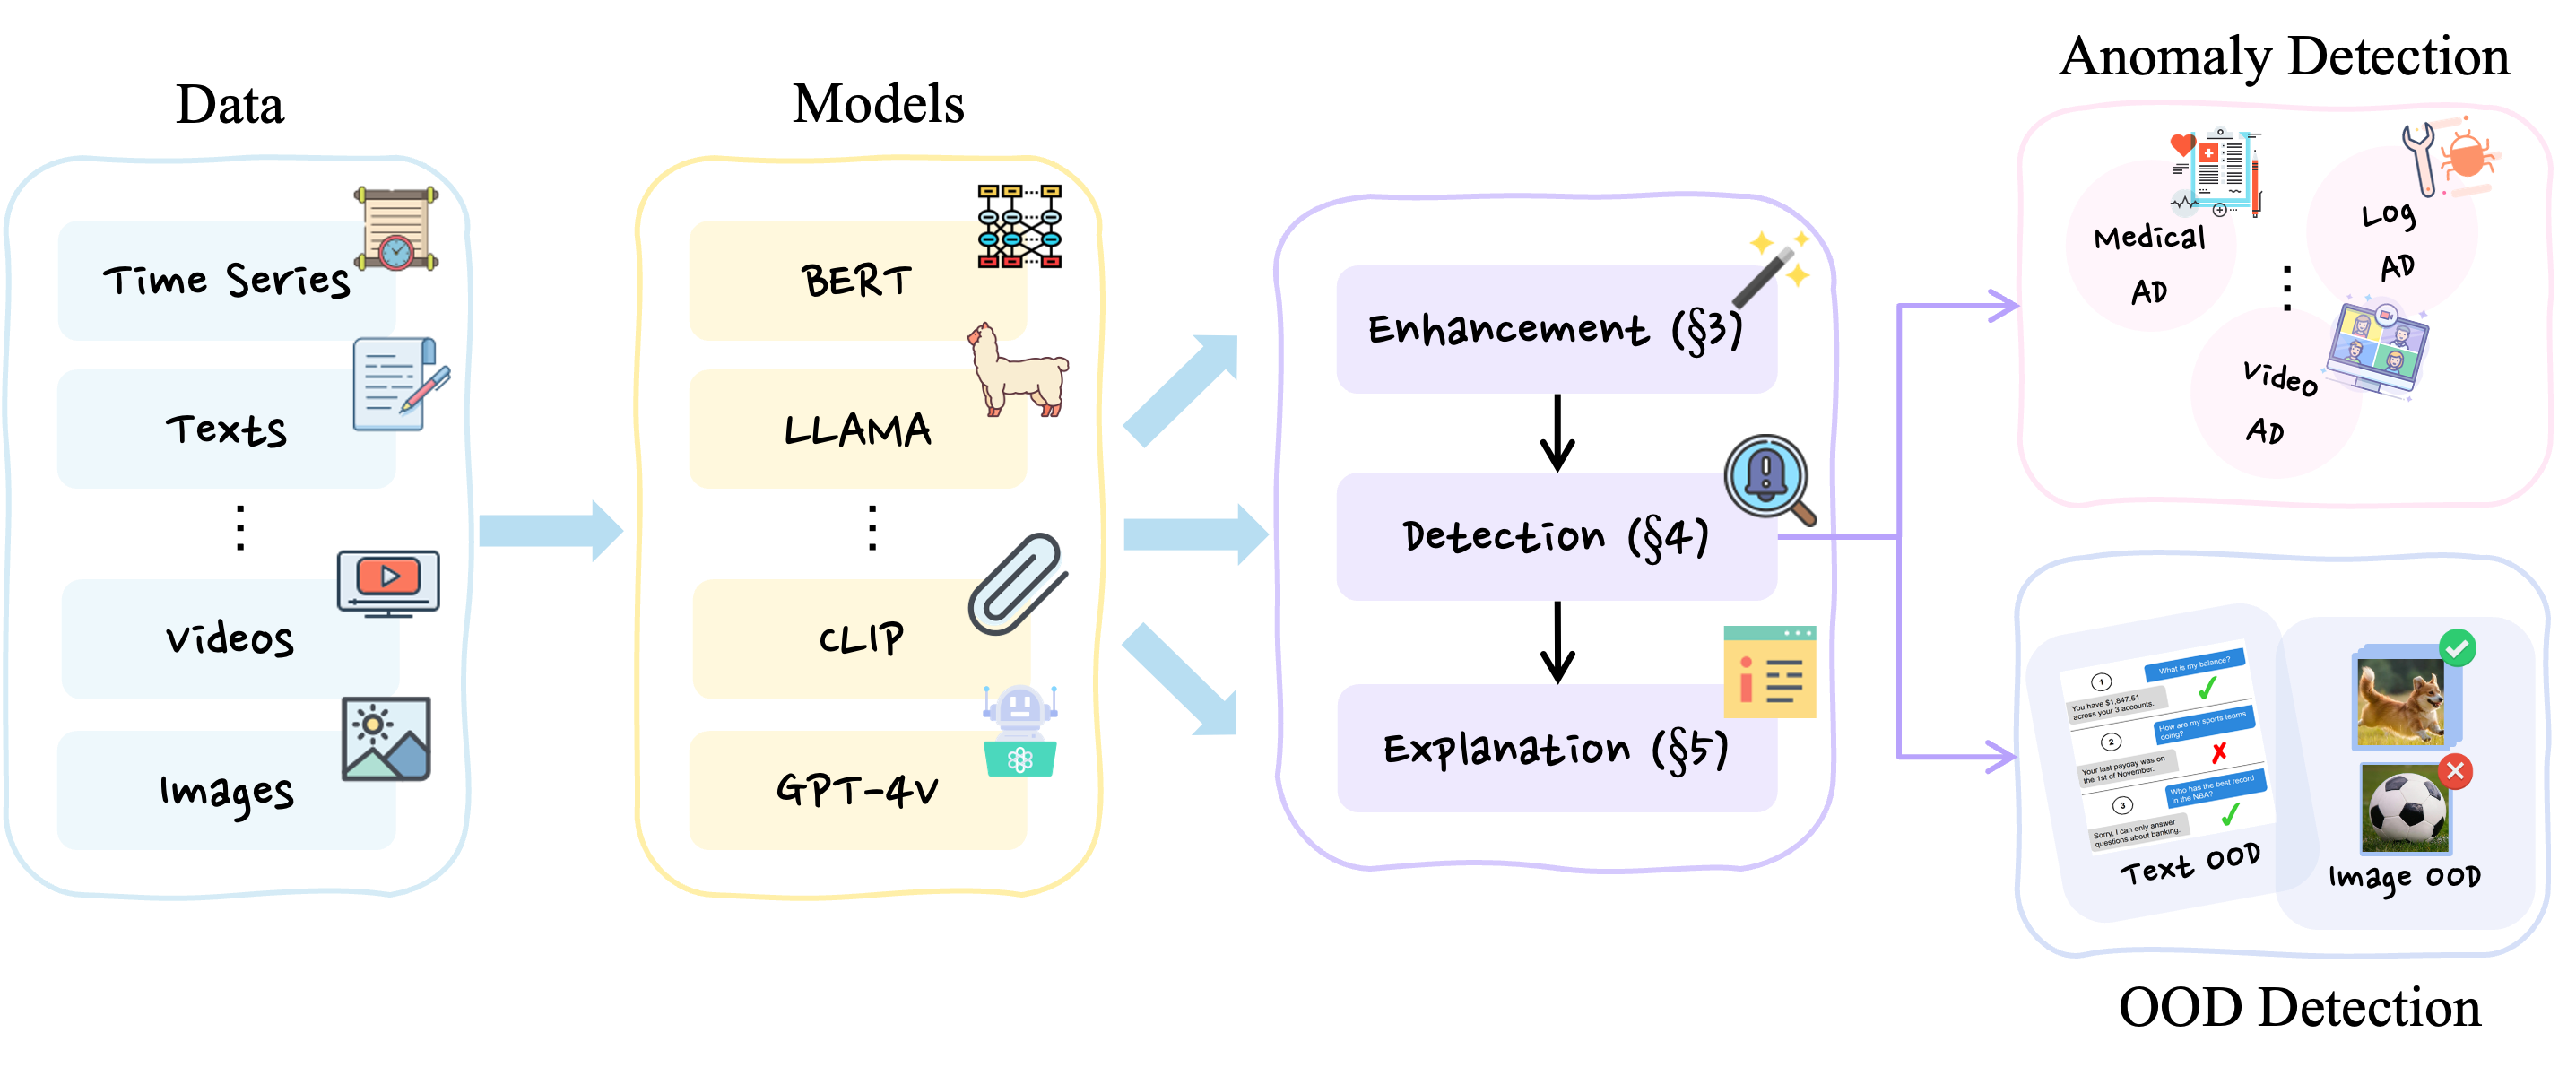 Data
Time Series
Texts
Videos
Images
Models
BERT
LLAMA
CLIP
GPT-4V
Enhancement (§3)
Detection (§4)
Explanation (§5)
Anomaly Detection
Medical
AD
Log
AD
Video
AD
1
What is my balance?
You have $1,847.51
across your 3 accounts.
2
How are my sports teams
doing?
Your last payday was on
the 1st of November.
3
Who has the best record
in the NBA?
Sorry, I can only answer
questions about banking.
Text OOD
Image OOD
OOD Detection